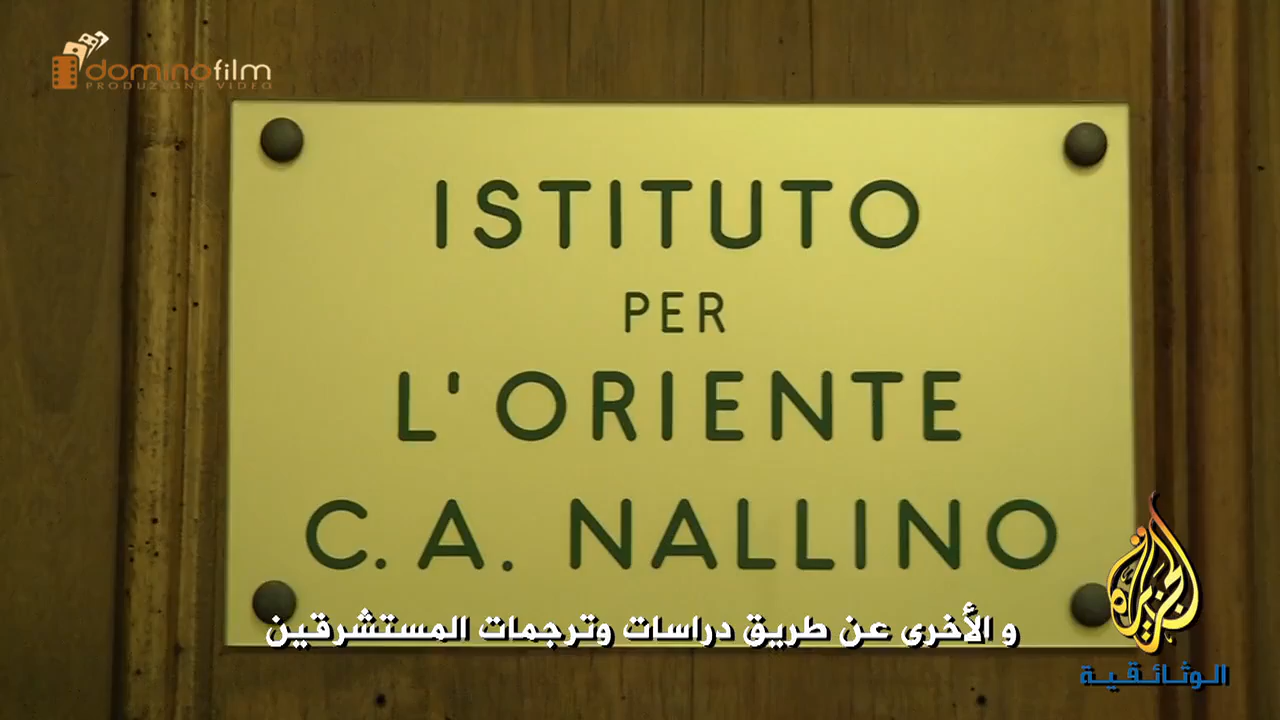 dominofilm
PRODUZIONE VIDEO
ISTITUTO
PER
L'ORIENTE
C. A. NALLINO
و الأخرى عن طريق دراسات وترجمات المستشرقين
الجزيرة
الوثائقية